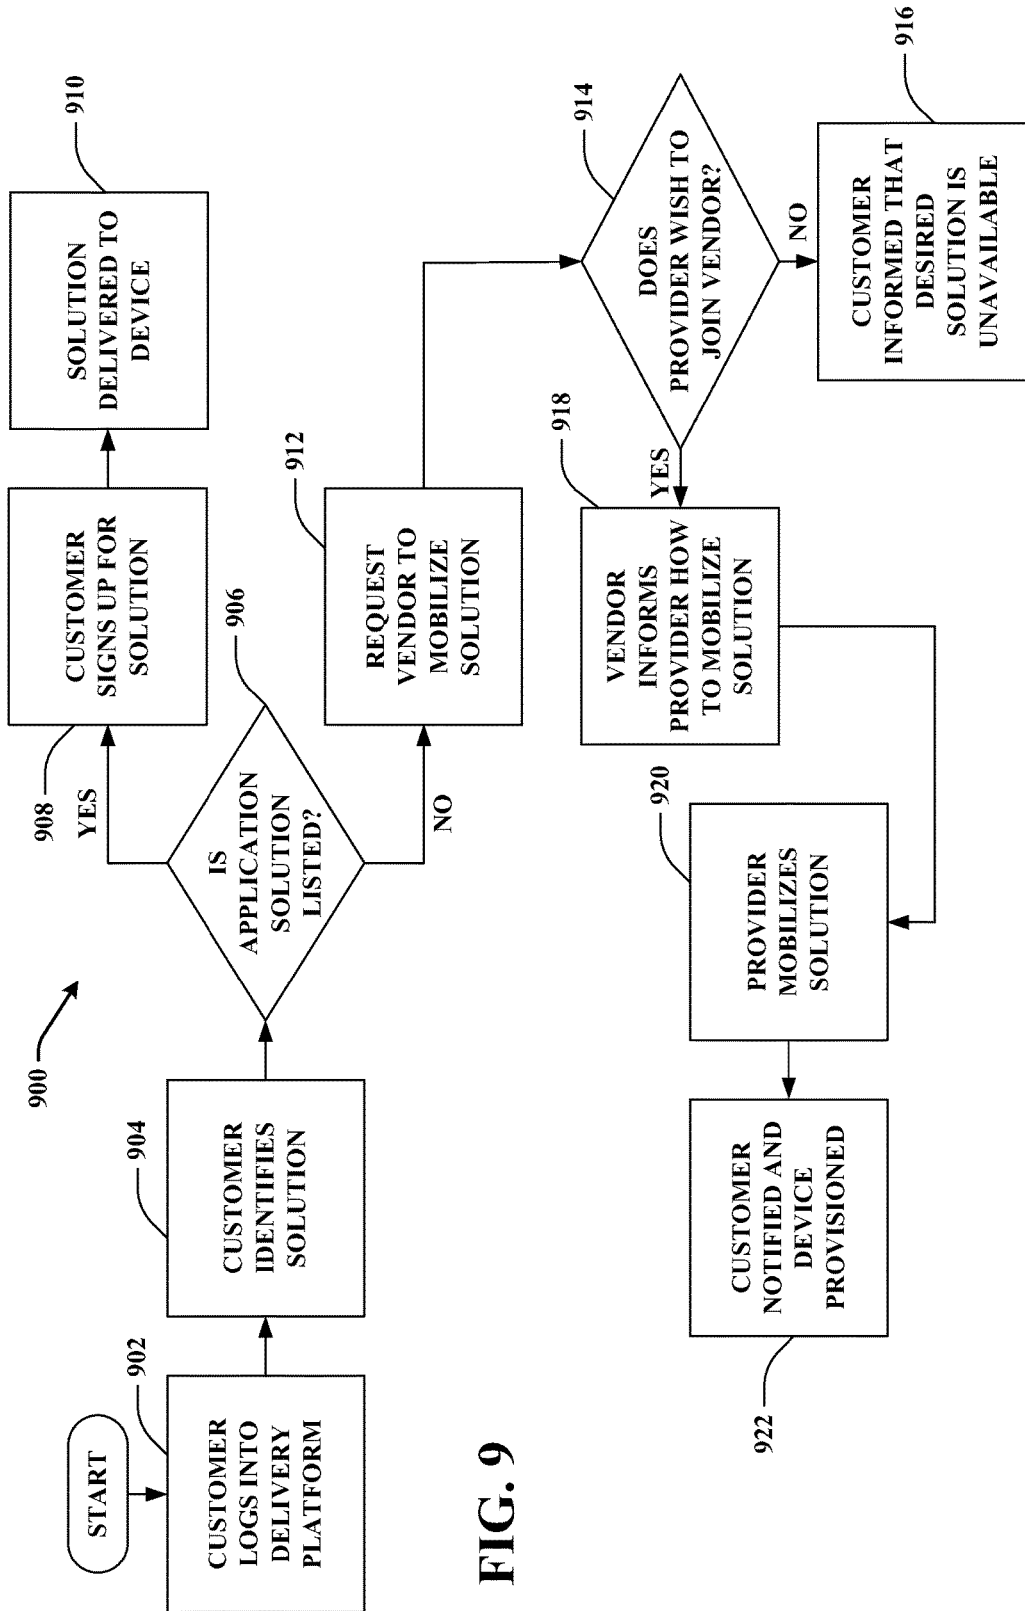 900
START
902
CUSTOMER
LOGS INTO
DELIVERY
PLATFORM
904
CUSTOMER
IDENTIFIES
SOLUTION
906
IS
APPLICATION
SOLUTION
LISTED?
YES
908
CUSTOMER
SIGNS UP FOR
SOLUTION
910
SOLUTION
DELIVERED TO
DEVICE
NO
912
REQUEST
VENDOR TO
MOBILIZE
SOLUTION
914
DOES
PROVIDER WISH TO
JOIN VENDOR?
NO
916
CUSTOMER
INFORMED THAT
DESIRED
SOLUTION IS
UNAVAILABLE
YES
918
VENDOR
INFORMS
PROVIDER HOW
TO MOBILIZE
SOLUTION
920
PROVIDER
MOBILIZES
SOLUTION
922
CUSTOMER
NOTIFIED AND
DEVICE
PROVISIONED
FIG. 9